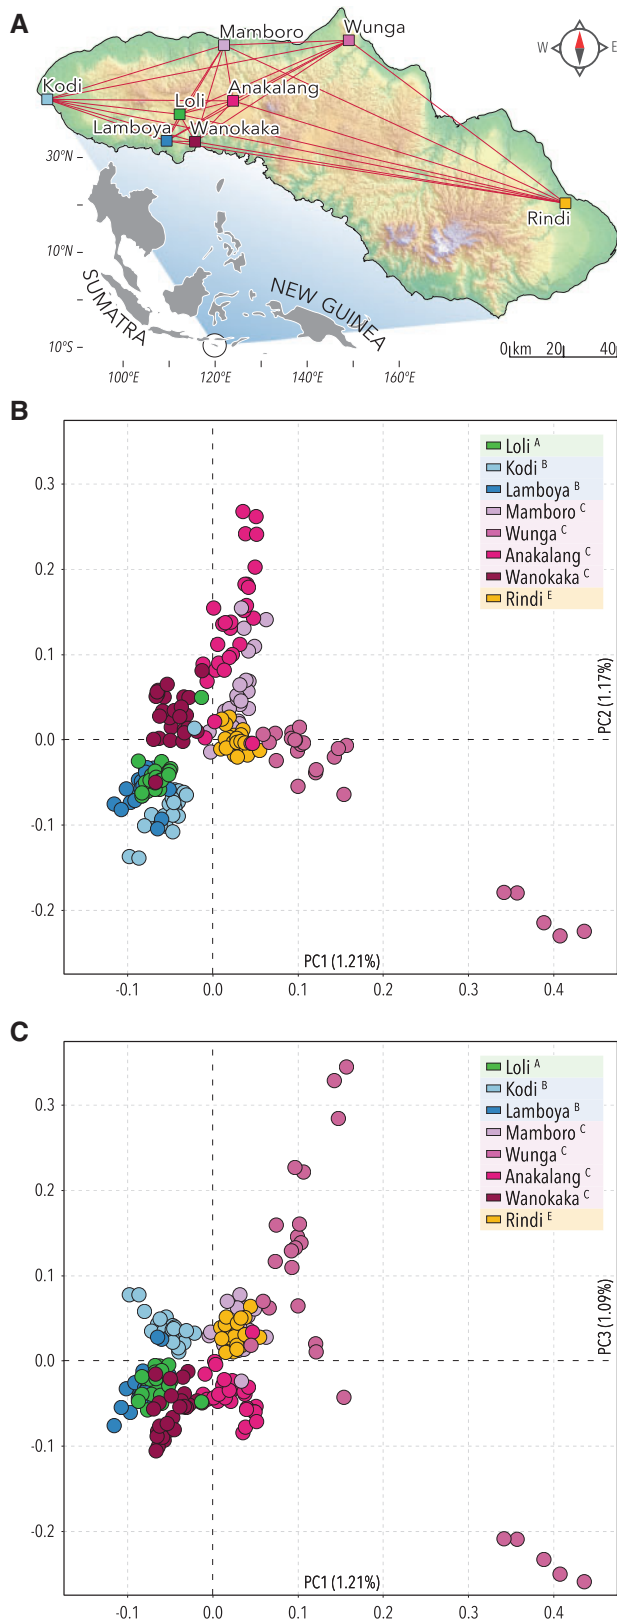 A
Mamboro
Wunga
W
E
Kodi
Loli
Anakalang
Lamboya
Wanokaka
30°N
Rindi
10°N
SUMATRA
NEW GUINEA
10°S
0 km 20 40
100°E 120°E 140°E 160°E
B
0.3
0.2
0.1
0.0
-0.1
-0.2
Loli A
Kodi B
Lamboya B
Mamboro C
Wunga C
Anakalang C
Wanokaka C
Rindi E
PC2 (1.17%)
PC1 (1.21%)
-0.1 0.0 0.1 0.2 0.3 0.4
C
0.3
0.2
0.1
0.0
-0.1
-0.2
Loli A
Kodi B
Lamboya B
Mamboro C
Wunga C
Anakalang C
Wanokaka C
Rindi E
PC3 (1.09%)
PC1 (1.21%)
-0.1 0.0 0.1 0.2 0.3 0.4